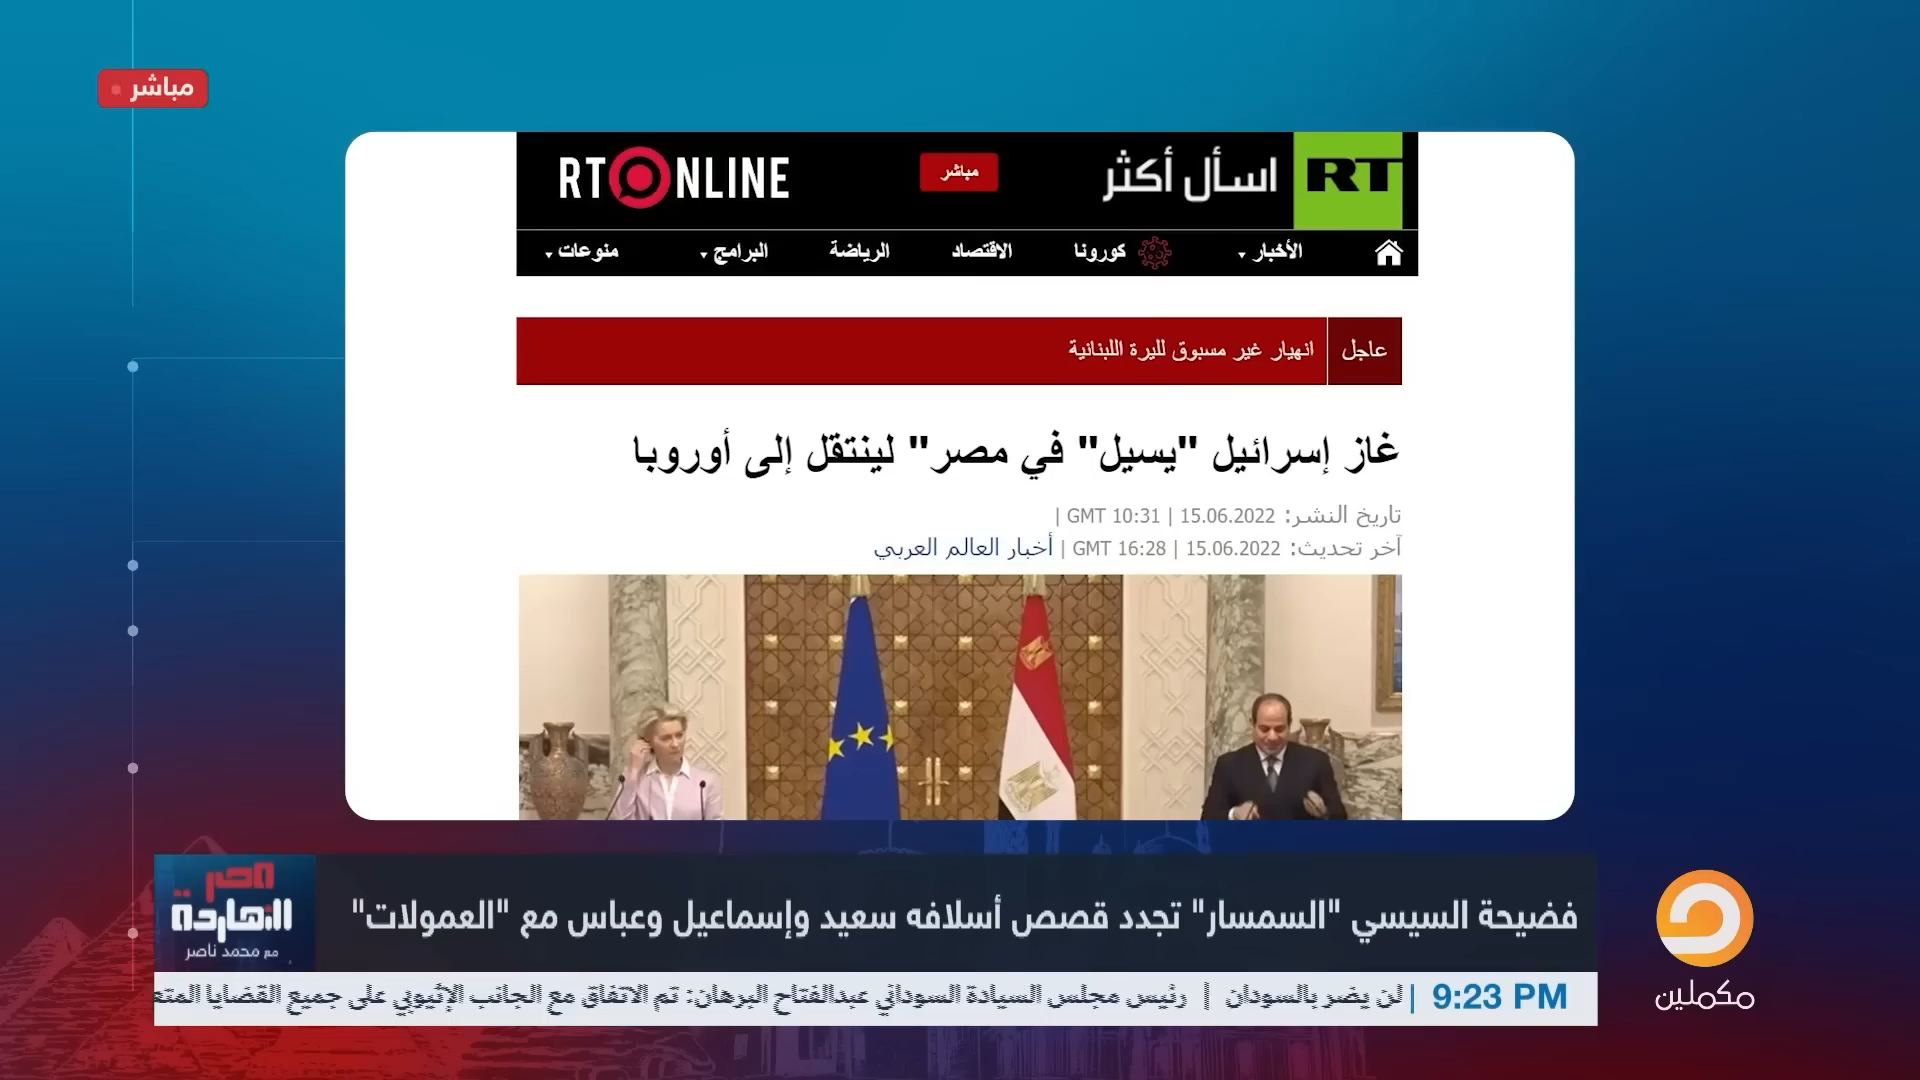 مباشر
RT ONLINE
مباشر
اسأل أكثر
RT
الأخبار
كورونا
الاقتصاد
الرياضة
البرامج
منوعات
عاجل
انهيار غير مسبوق لليرة اللبنانية
غاز إسرائيل "يسيل" في مصر" لينتقل إلى أوروبا
تاريخ النشر: 15.06.2022 | 10:31 GMT |
آخر تحديث: 15.06.2022 | 16:28 GMT | أخبار العالم العربي
مصر
النهاردة
مع محمد ناصر
فضيحة السيسي "السمسار" تجدد قصص أسلافه سعيد وإسماعيل وعباس مع "العمولات"
9:23 PM | لن يضر بالسودان | رئيس مجلس السيادة السوداني عبدالفتاح البرهان: تم الاتفاق مع الجانب الإثيوبي على جميع القضايا المتع
مكملين